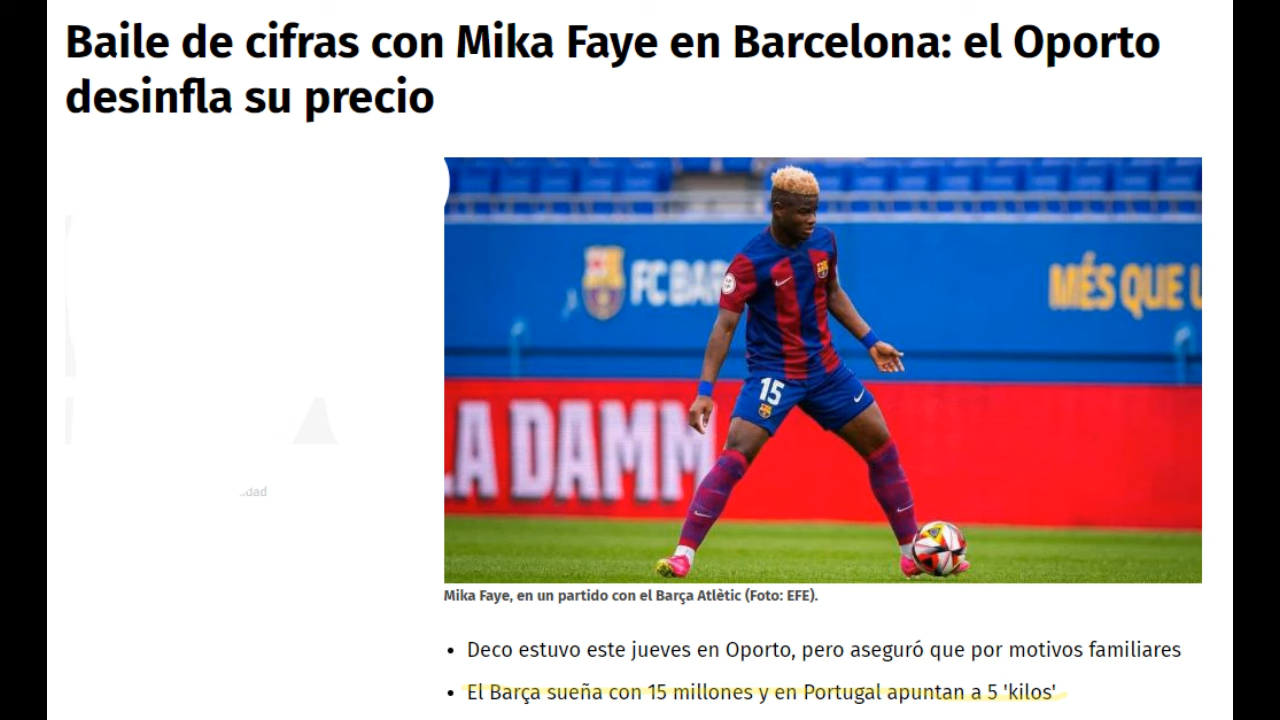 Baile de cifras con Mika Faye en Barcelona: el Oporto
desinfla su precio
FC BAR
MÉS QUE
LA DAMM
15
Mika Faye, en un partido con el Barça Atlètic (Foto: EFE).
• Deco estuvo este jueves en Oporto, pero aseguró que por motivos familiares
• El Barça sueña con 15 millones y en Portugal apuntan a 5 'kilos'